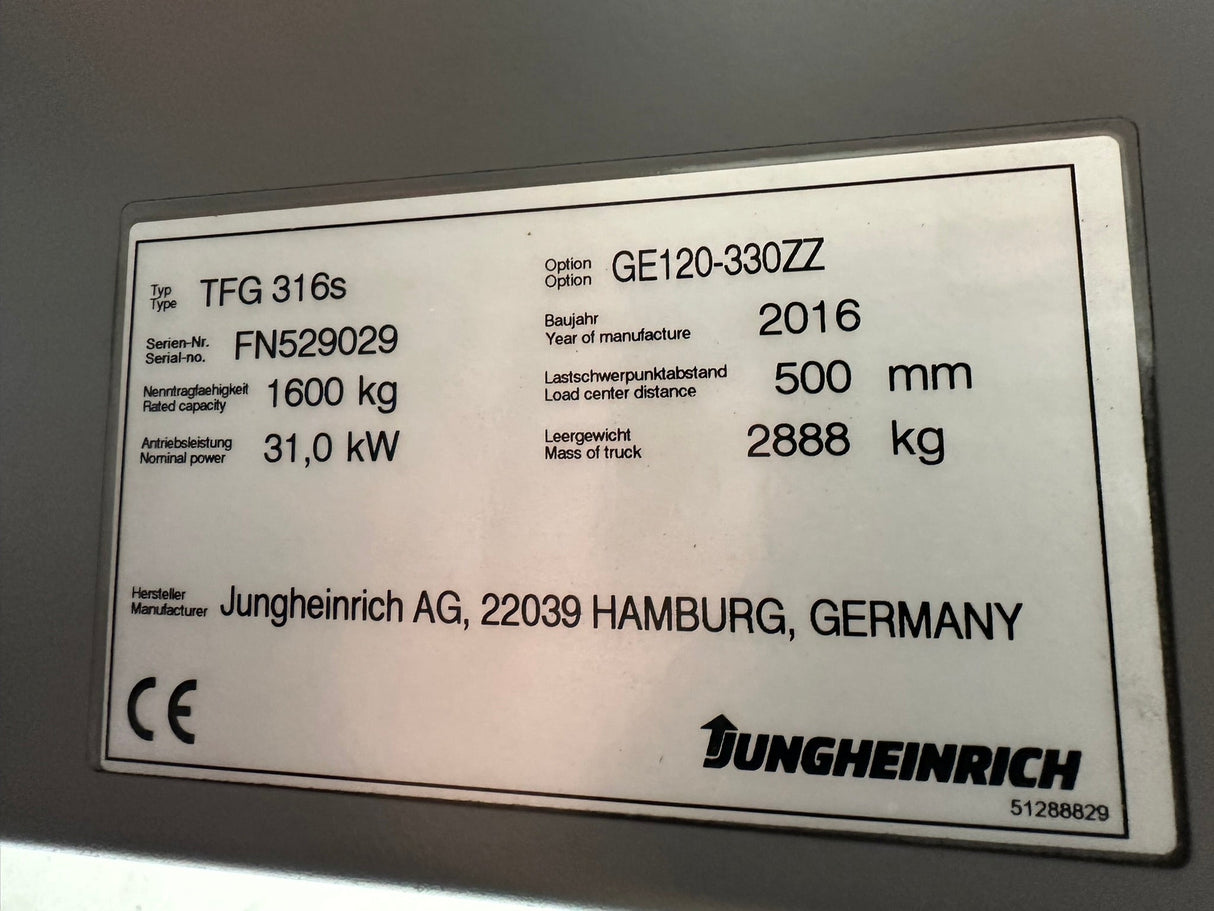 Typ TFG 316s
Type
Option GE120-330ZZ
Option
Serien-Nr. FN529029
Serial-no.
Baujahr 2016
Year of manufacture
Nenntragfaehigkeit 1600 kg
Rated capacity
Lastschwerpunktabstand 500 mm
Load center distance
Antriebsleistung 31,0 kW
Nominal power
Leergewicht 2888 kg
Mass of truck
Hersteller Jungheinrich AG, 22039 HAMBURG, GERMANY
Manufacturer
CE
JUNGHEINRICH
51288829